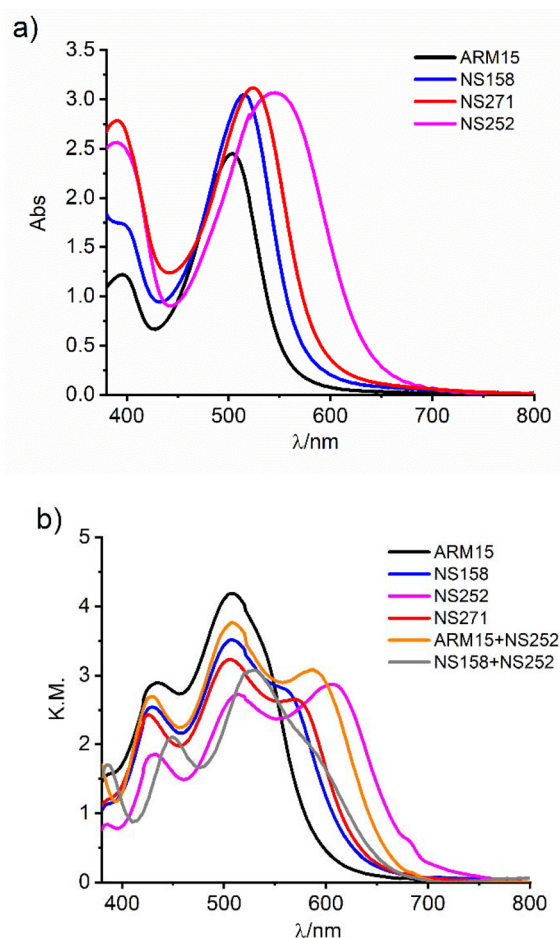 a)
ARM15
NS158
NS271
NS252
3.5
3.0
2.5
2.0
1.5
1.0
0.5
0.0
Abs
400 500 600 700 800
λ/nm
b)
ARM15
NS158
NS252
NS271
ARM15+NS252
NS158+NS252
5
4
3
2
1
0
K.M.
400 500 600 700 800
λ/nm